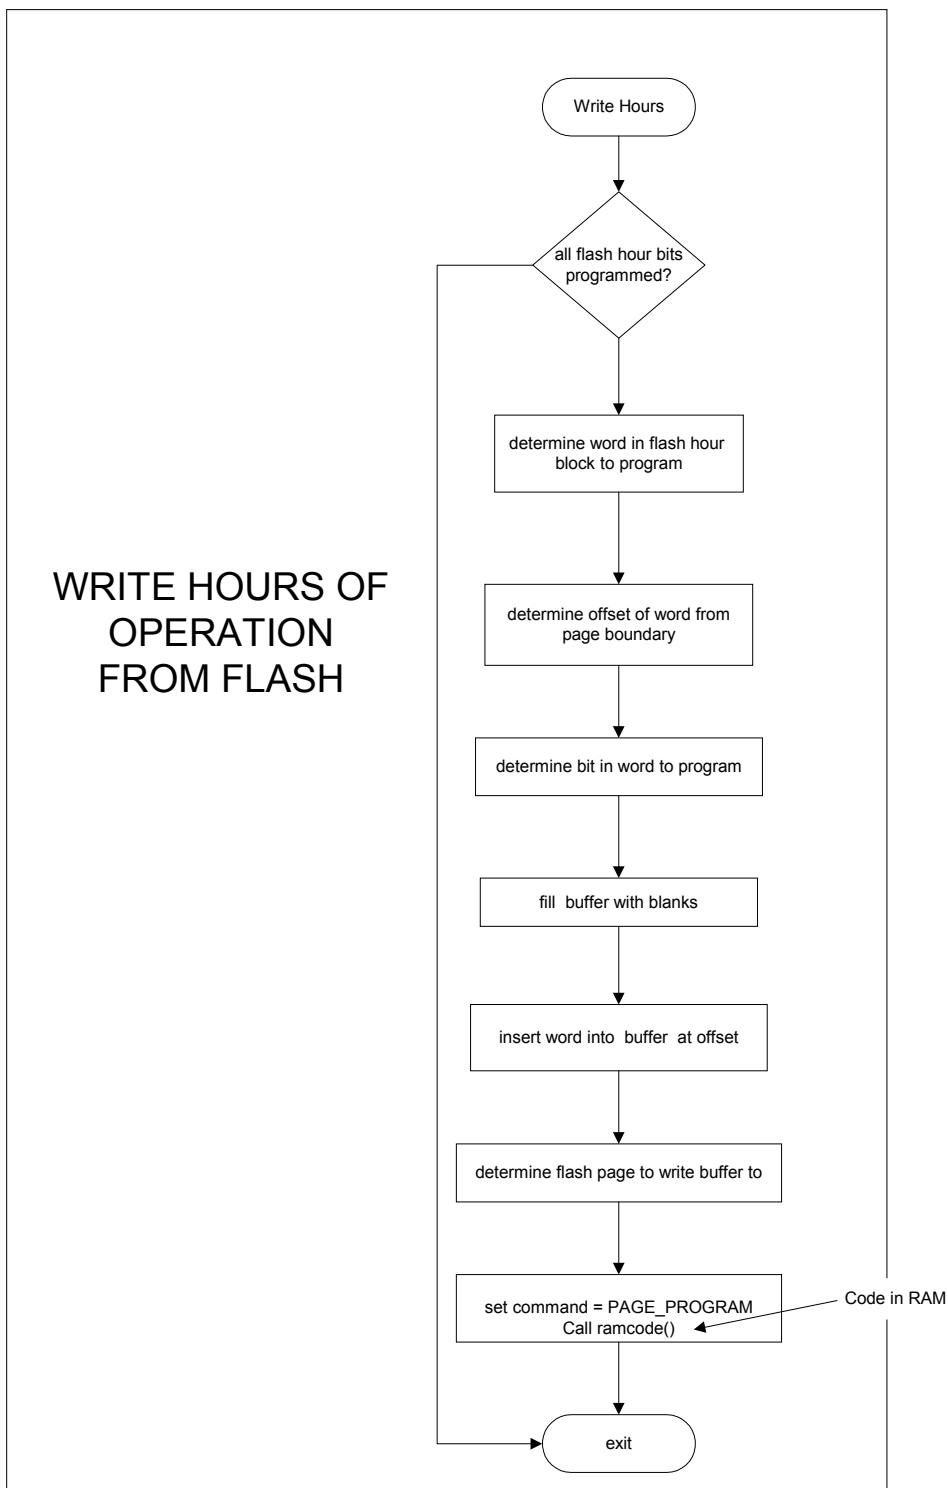 Write Hours
all flash hour bits
programmed?
determine word in flash hour
block to program
WRITE HOURS OF
OPERATION
FROM FLASH
determine offset of word from
page boundary
determine bit in word to program
fill buffer with blanks
insert word into buffer at offset
determine flash page to write buffer to
set command = PAGE_PROGRAM
Call ramcode()
Code in RAM
exit